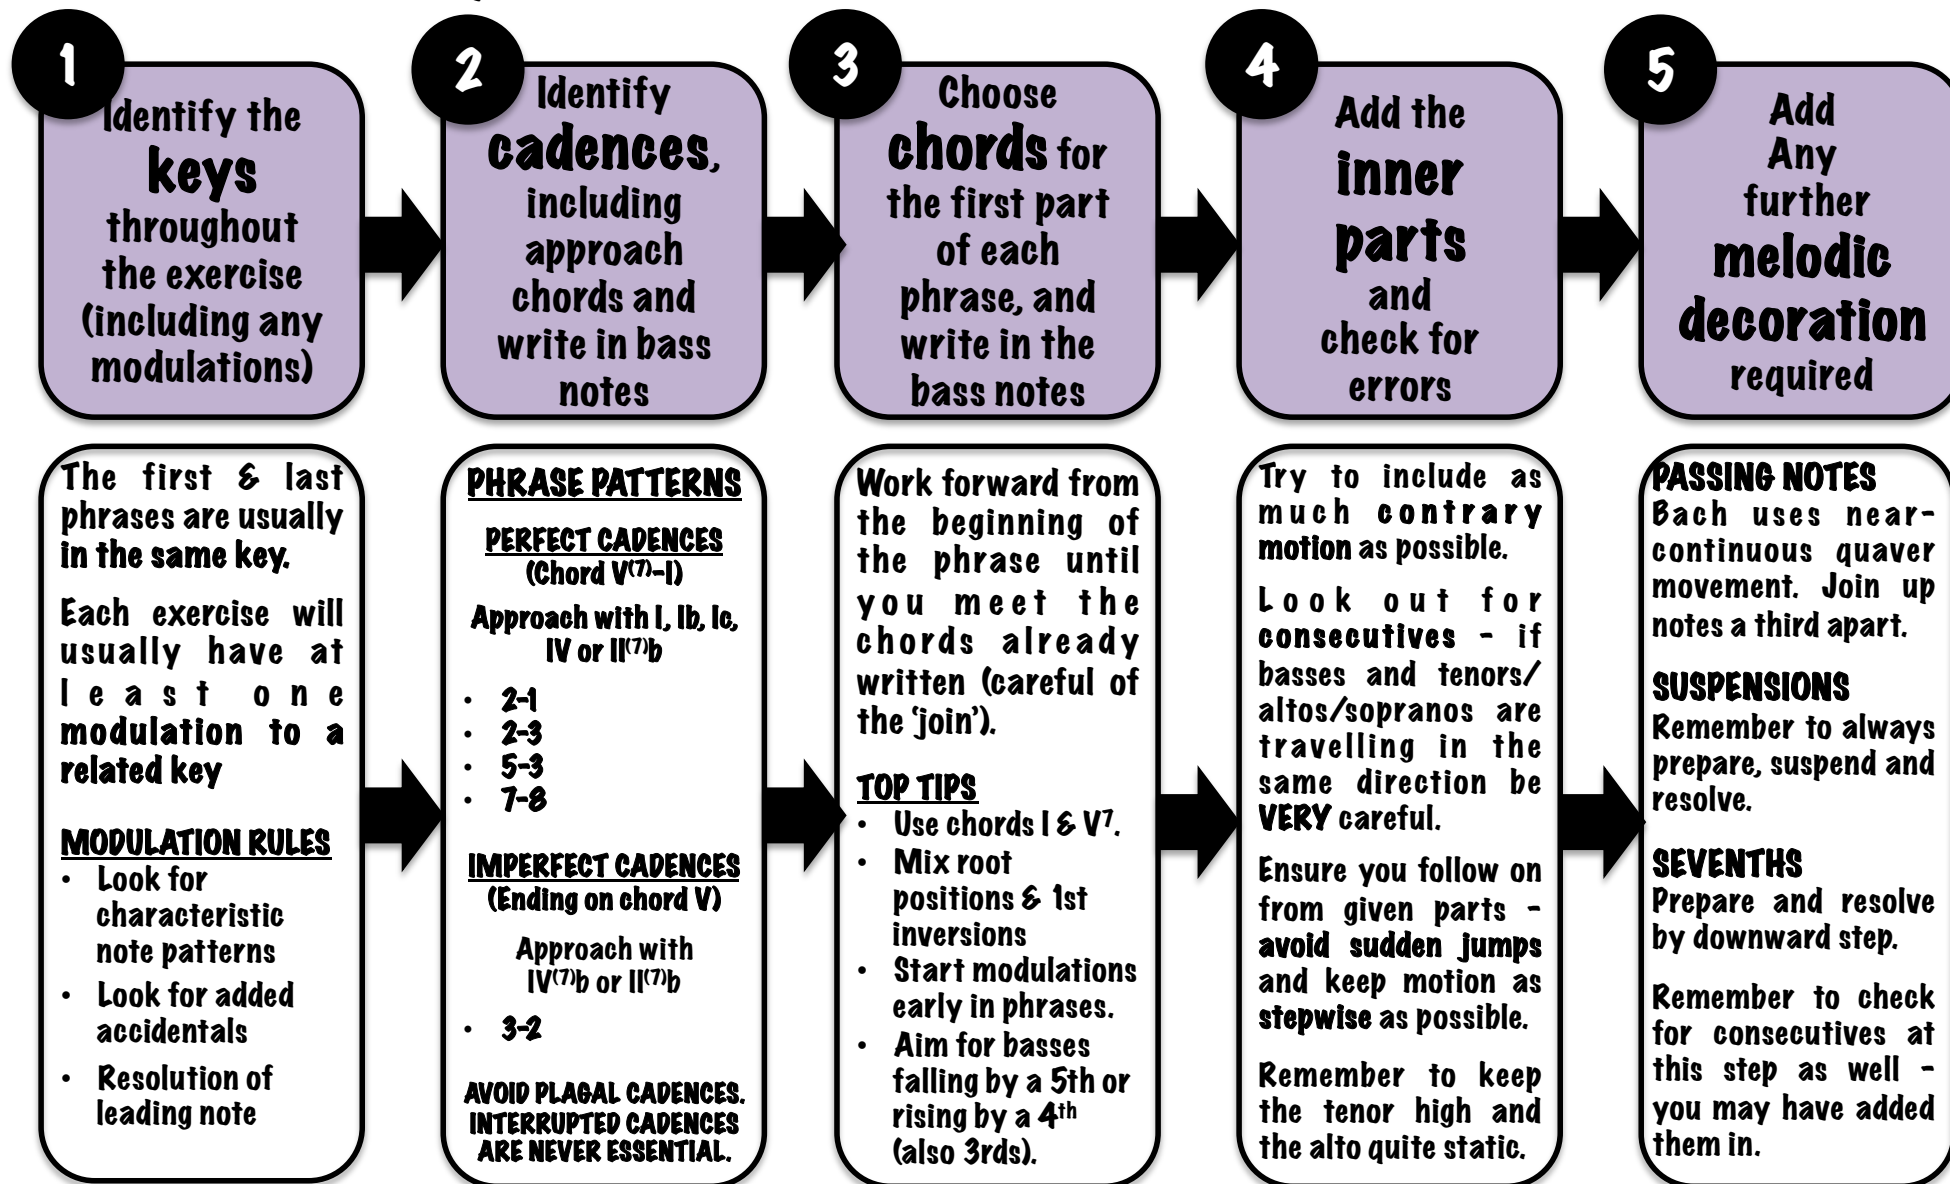 1
Identify the
keys
throughout
the exercise
(including any
modulations)
2
Identify
cadences,
including
approach
chords and
write in bass
notes
3
Choose
chords for
the first part
of each
phrase, and
write in the
bass notes
4
Add the
inner
parts
and
check for
errors
5
Add
Any
further
melodic
decoration
required
The first & last
phrases are usually
in the same key.
Each exercise will
usually have at
least one
modulation to a
related key
MODULATION RULES
• Look for
characteristic
note patterns
• Look for added
accidentals
• Resolution of
leading note
PHRASE PATTERNS
PERFECT CADENCES
(Chord V(7)-I)
Approach with I, Ib, Ic,
IV or II(7)b
• 2-1
• 2-3
• 5-3
• 7-8
IMPERFECT CADENCES
(Ending on chord V)
Approach with
IV(7)b or II(7)b
• 3-2
AVOID PLAGAL CADENCES.
INTERRUPTED CADENCES
ARE NEVER ESSENTIAL.
Work forward from
the beginning of
the phrase until
you meet the
chords already
written (careful of
the ‘join’).
TOP TIPS
• Use chords I & V7.
• Mix root
positions & 1st
inversions
• Start modulations
early in phrases.
• Aim for basses
falling by a 5th or
rising by a 4th
(also 3rds).
Try to include as
much contrary
motion as possible.
Look out for
consecutives - if
basses and tenors/
altos/sopranos are
travelling in the
same direction be
VERY careful.
Ensure you follow on
from given parts -
avoid sudden jumps
and keep motion as
stepwise as possible.
Remember to keep
the tenor high and
the alto quite static.
PASSING NOTES
Bach uses near-
continuous quaver
movement. Join up
notes a third apart.
SUSPENSIONS
Remember to always
prepare, suspend and
resolve.
SEVENTHS
Prepare and resolve
by downward step.
Remember to check
for consecutives at
this step as well -
you may have added
them in.